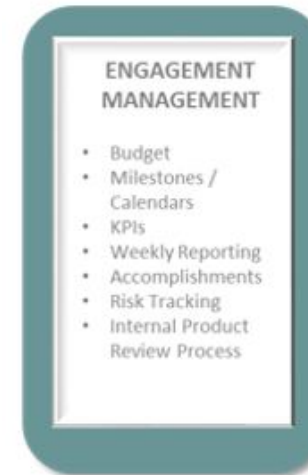 ENGAGEMENT
MANAGEMENT
• Budget
• Milestones /
Calendars
• KPIs
• Weekly Reporting
• Accomplishments
• Risk Tracking
• Internal Product
Review Process